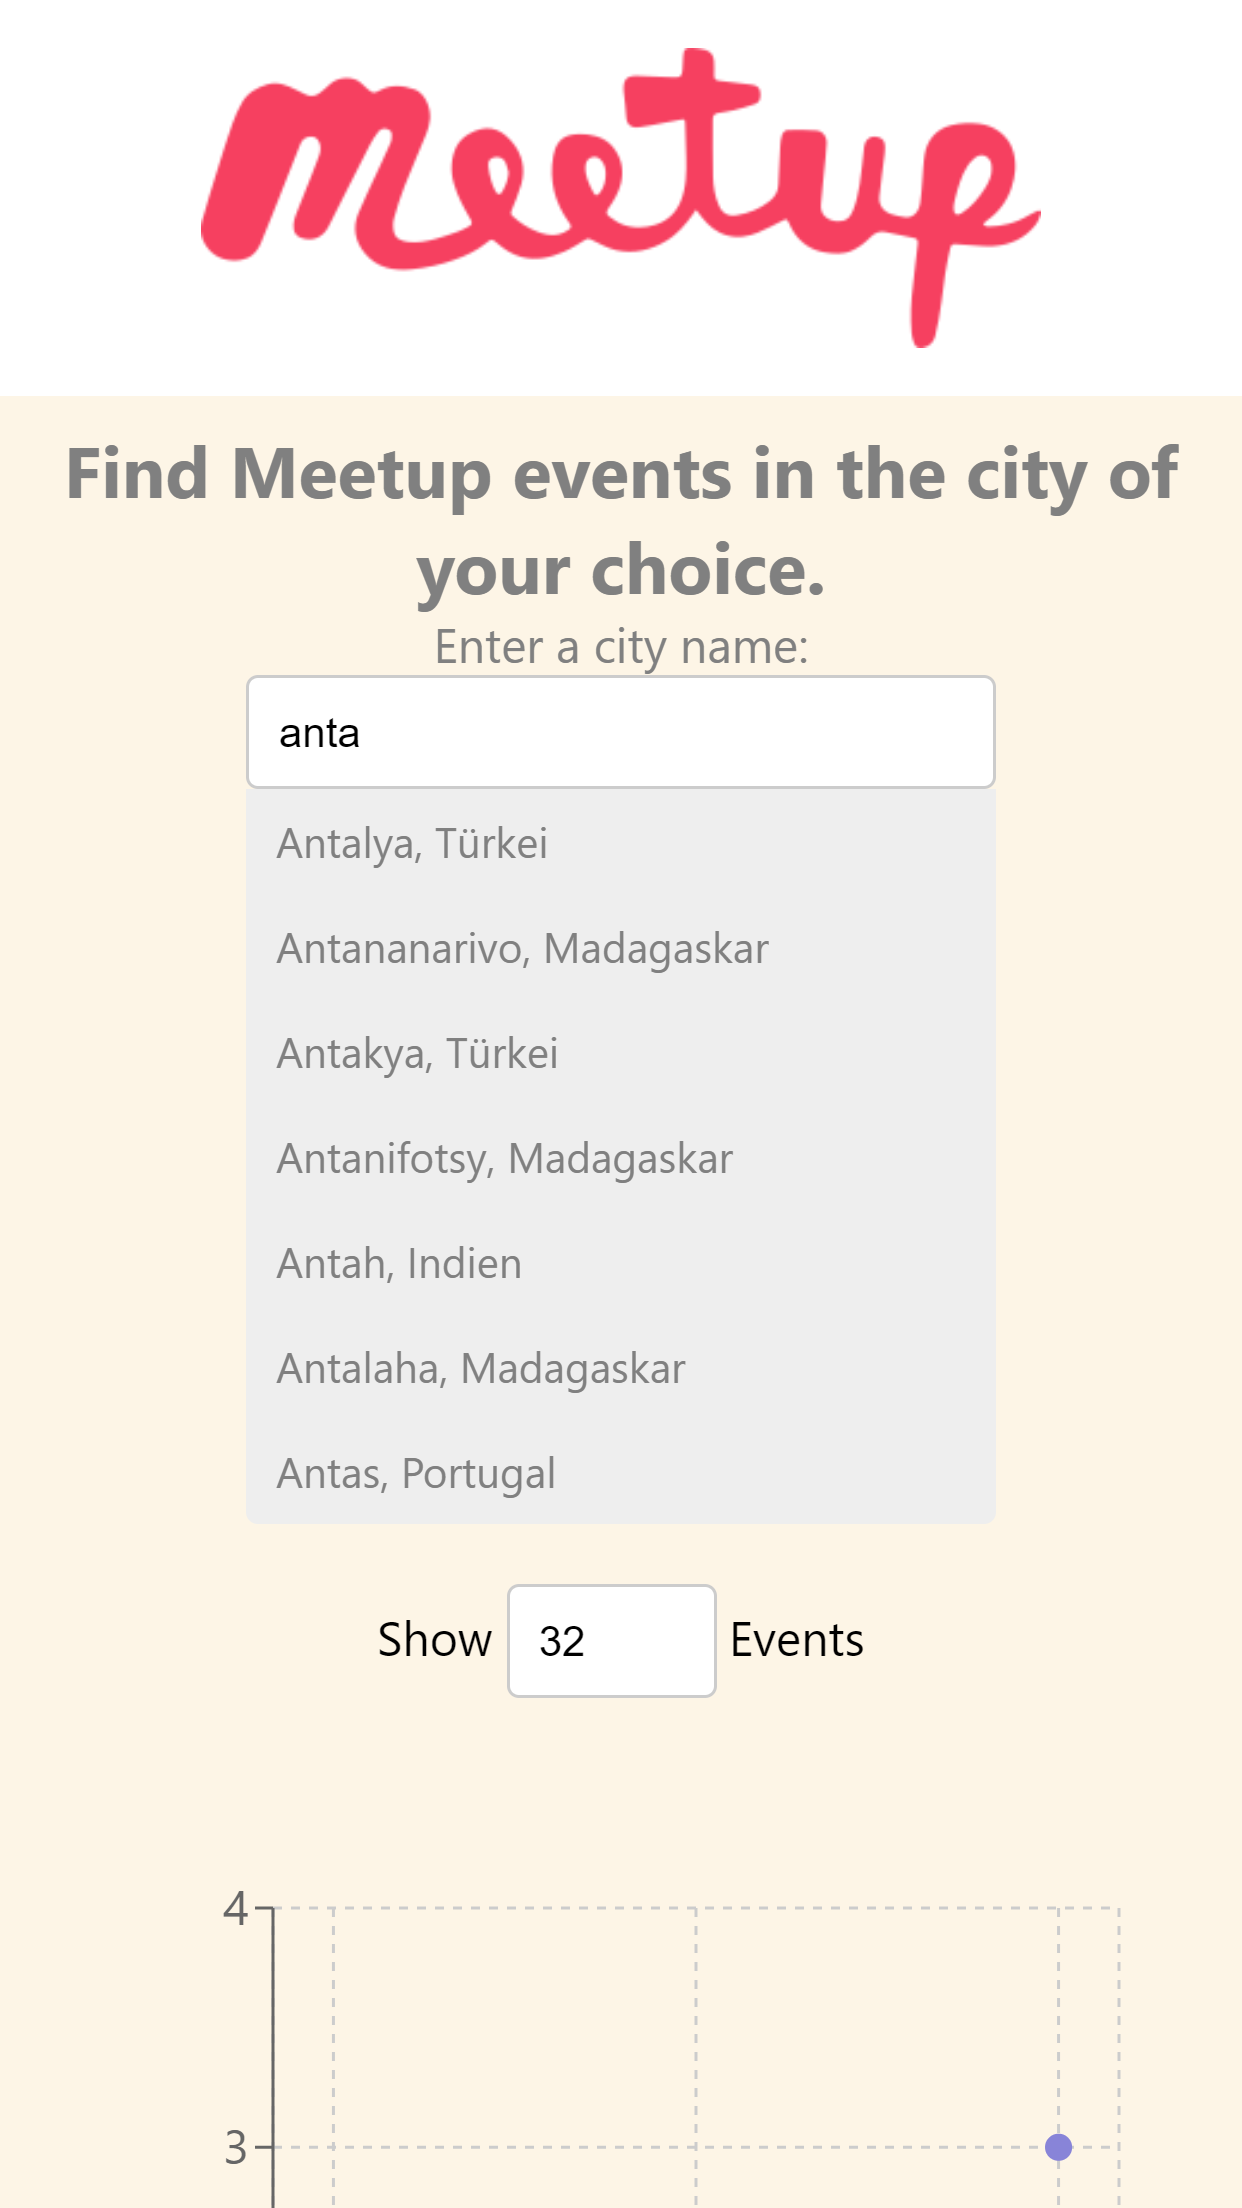 meetup
Find Meetup events in the city of
your choice.
Enter a city name:
anta
Antalya, Türkei
Antananarivo, Madagaskar
Antakya, Türkei
Antanifotsy, Madagaskar
Antah, Indien
Antalaha, Madagaskar
Antas, Portugal
Show 32 Events
4
3